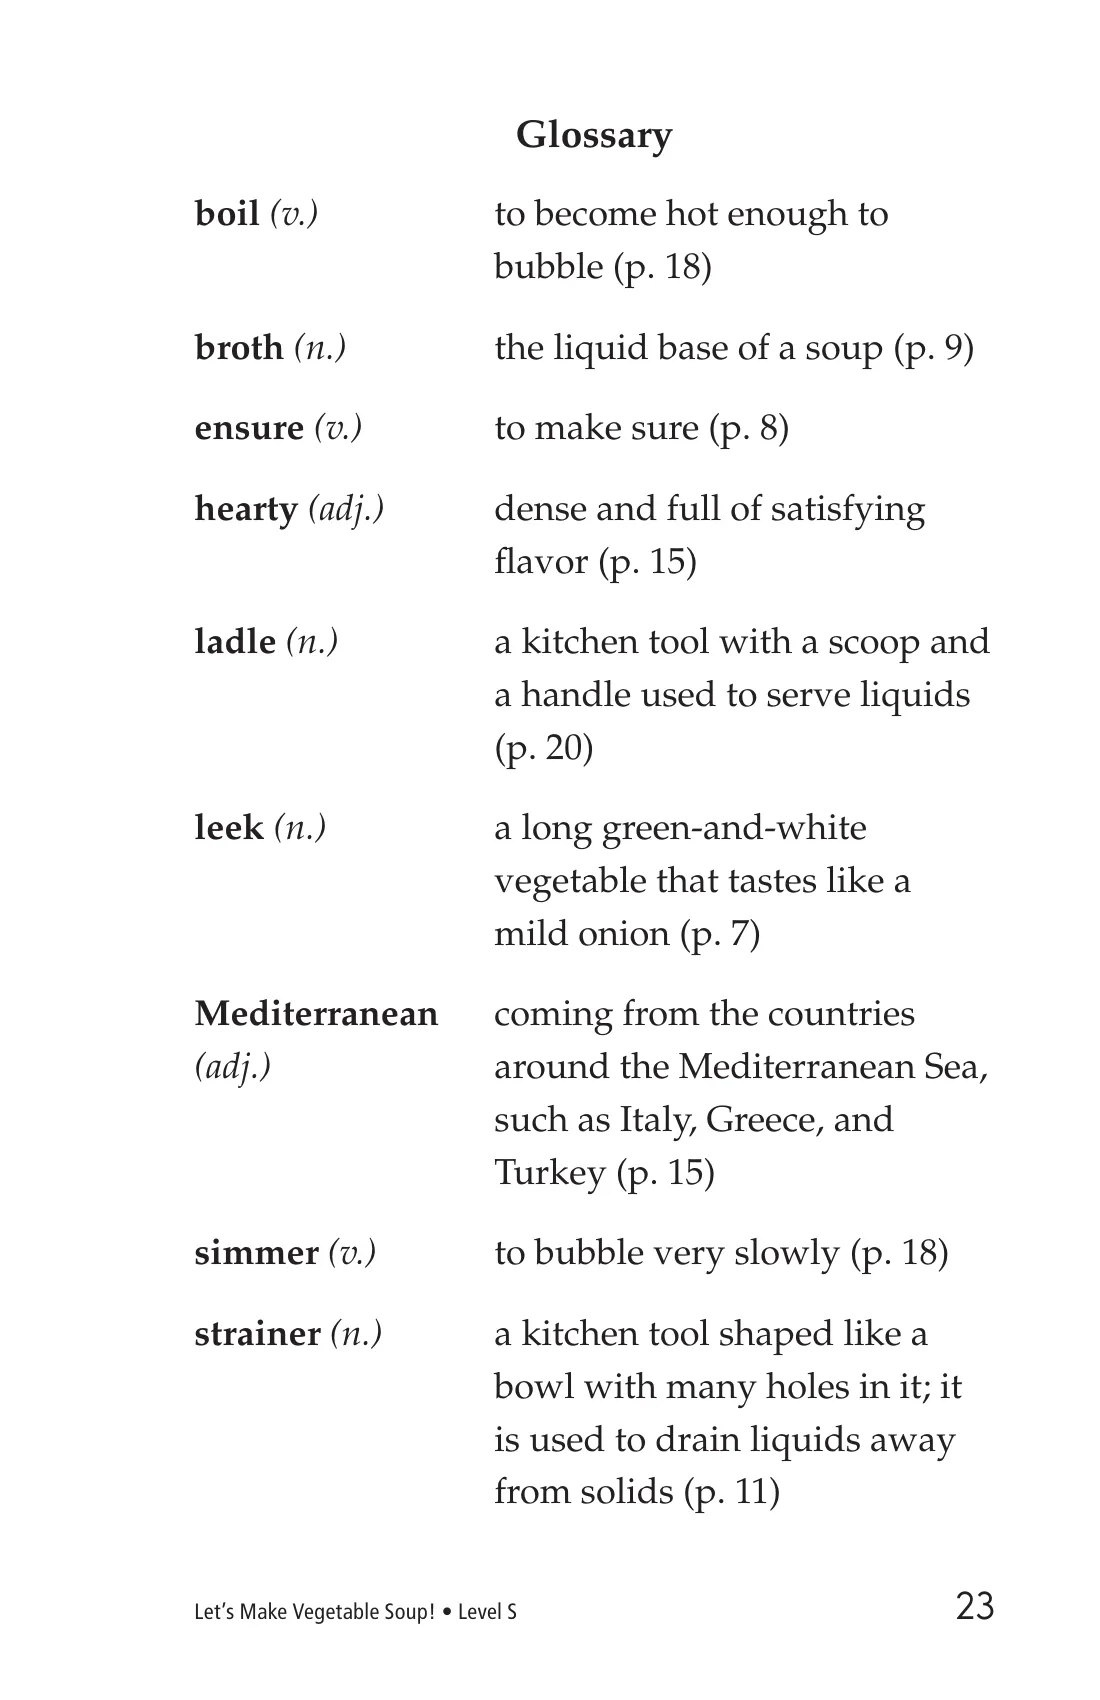 Glossary
boil (v.) to become hot enough to
bubble (p. 18)
broth (n.) the liquid base of a soup (p. 9)
ensure (v.) to make sure (p. 8)
hearty (adj.) dense and full of satisfying
flavor (p. 15)
ladle (n.) a kitchen tool with a scoop and
a handle used to serve liquids
(p. 20)
leek (n.) a long green-and-white
vegetable that tastes like a
mild onion (p. 7)
Mediterranean coming from the countries
(adj.) around the Mediterranean Sea,
such as Italy, Greece, and
Turkey (p. 15)
simmer (v.) to bubble very slowly (p. 18)
strainer (n.) a kitchen tool shaped like a
bowl with many holes in it; it
is used to drain liquids away
from solids (p. 11)
Let's Make Vegetable Soup! • Level S 23